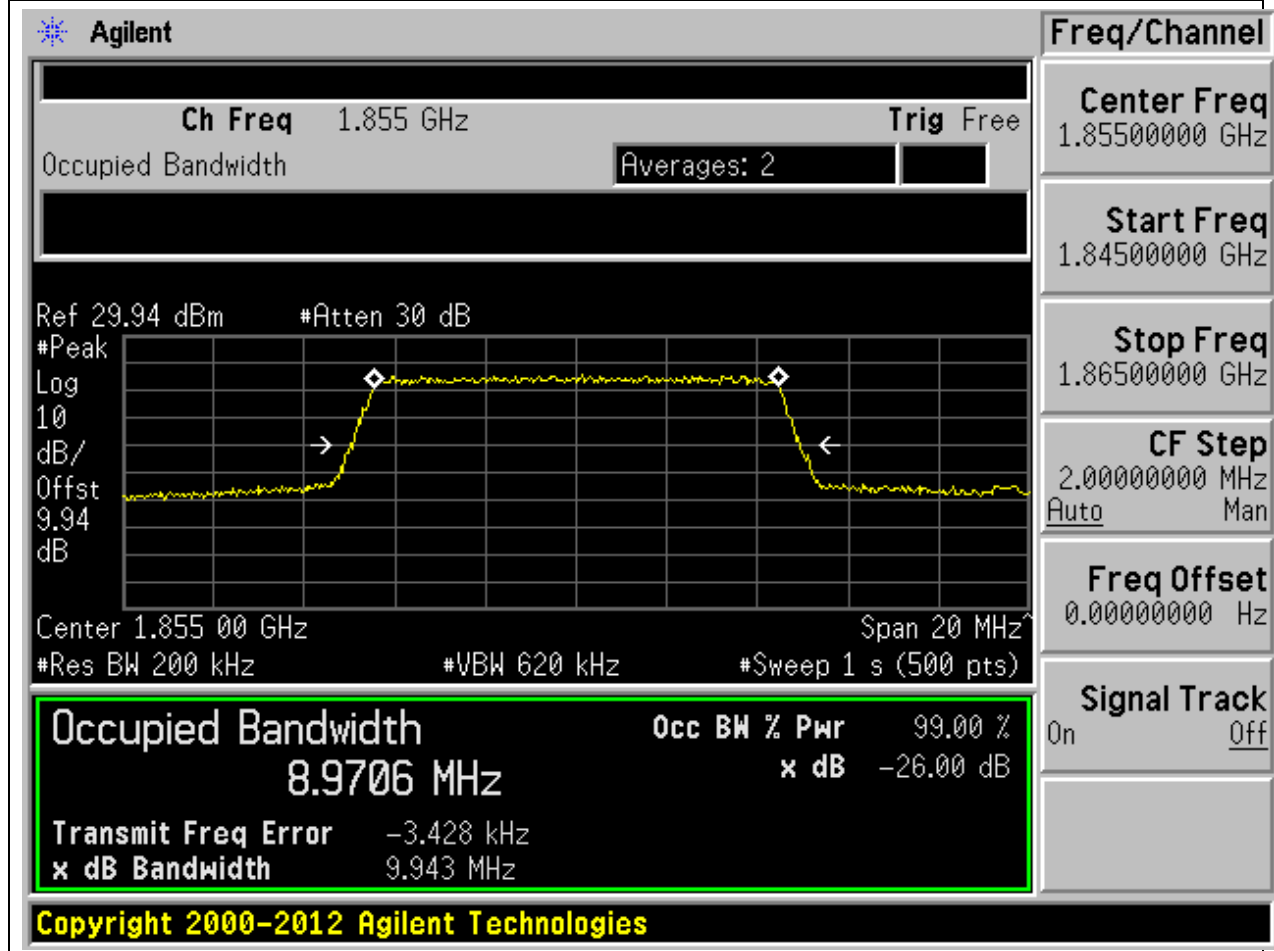 Agilent
Freq/Channel
Ch Freq 1.855 GHz Trig Free
Occupied Bandwidth Averages: 2
Ref 29.94 dBm #Atten 30 dB
#Peak
Log
10
dB/
Offst
9.94
dB
Center 1.855 00 GHz Span 20 MHz^
#Res BW 200 kHz #VBW 620 kHz #Sweep 1 s (500 pts)
Occupied Bandwidth Occ BW % Pwr 99.00 %
8.9706 MHz x dB -26.00 dB
Transmit Freq Error -3.428 kHz
x dB Bandwidth 9.943 MHz
Copyright 2000-2012 Agilent Technologies
Center Freq
1.85500000 GHz
Start Freq
1.84500000 GHz
Stop Freq
1.86500000 GHz
CF Step
2.00000000 MHz
Auto Man
Freq Offset
0.00000000 Hz
Signal Track
On Off